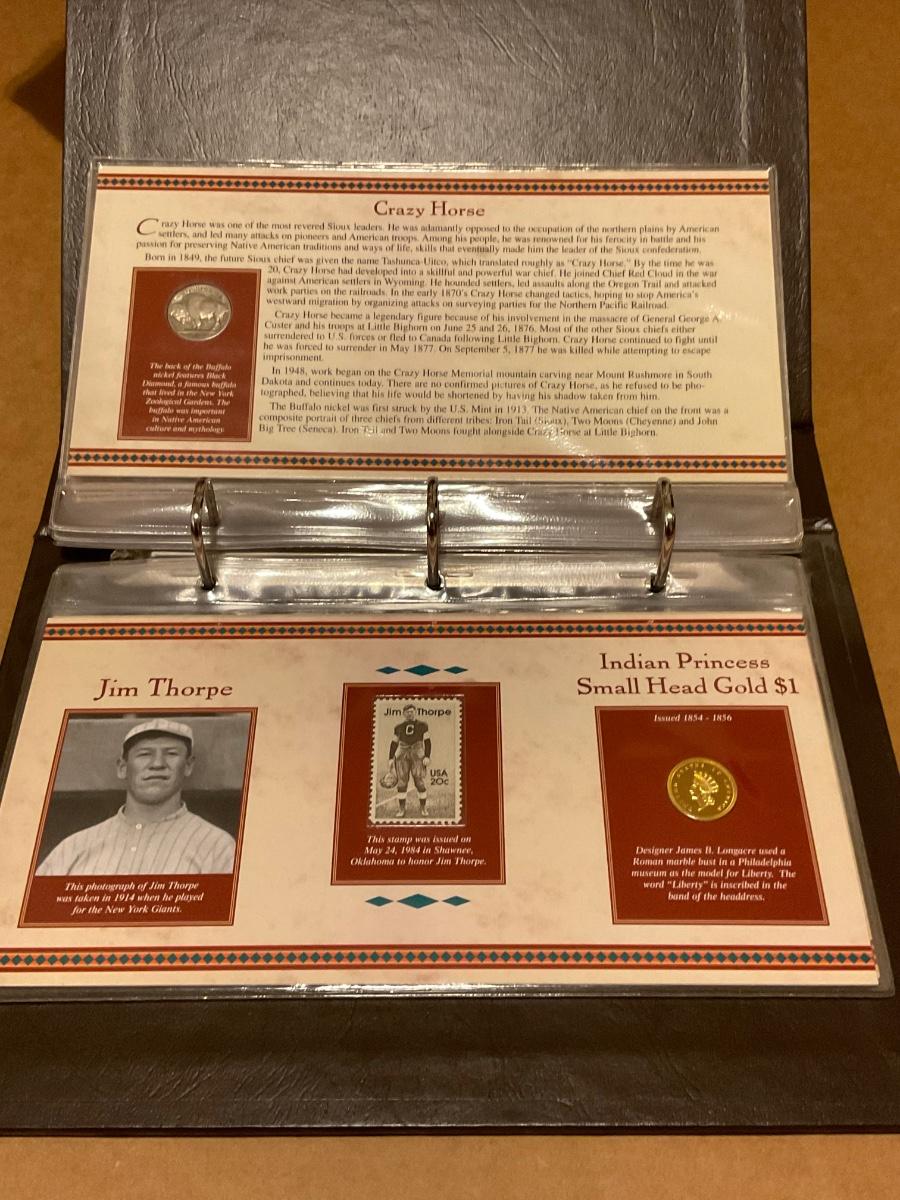 Crazy Horse
Crazy Horse was one of the most revered Sioux leaders. He was adamantly opposed to the occupation of the northern plains by American
settlers, and led many attacks on pioneers and American troops. Among his people, he was renowned for his ferocity in battle and his
passion for preserving Native American traditions and ways of life, skills that eventually made him the leader of the Sioux confederation.
Born in 1849, the future Sioux chief was given the name Tashunca-Uitco, which translated roughly as "Crazy Horse." By the time he was
20, Crazy Horse had developed into a skillful and powerful war chief. He joined Chief Red Cloud in the war
against American settlers in Wyoming. He hounded settlers, led assaults along the Oregon Trail and attacked
work parties on the railroads. In the early 1870's Crazy Horse changed tactics, hoping to stop America's
westward migration by organizing attacks on surveying parties for the Northern Pacific Railroad.
Crazy Horse became a legendary figure because of his involvement in the massacre of General George A.
Custer and his troops at Little Bighorn on June 25 and 26, 1876. Most of the other Sioux chiefs either
surrendered to U.S. forces or fled to Canada following Little Bighorn. Crazy Horse continued to fight until
he was forced to surrender in May 1877. On September 5, 1877 he was killed while attempting to escape
imprisonment.
In 1948, work began on the Crazy Horse Memorial mountain carving near Mount Rushmore in South
Dakota and continues today. There are no confirmed pictures of Crazy Horse, as he refused to be pho-
tographed, believing that his life would be shortened by having his shadow taken from him.
The Buffalo nickel was first struck by the U.S. Mint in 1913. The Native American chief on the front was a
composite portrait of three chiefs from different tribes: Iron Tail (Sioux), Two Moons (Cheyenne) and John
Big Tree (Seneca). Iron Tail and Two Moons fought alongside Crazy Horse at Little Bighorn.
The back of the Buffalo
nickel features Black
Diamond, a famous buffalo
that lived in the New York
Zoological Gardens. The
buffalo was important
in Native American
culture and mythology.
Jim Thorpe
This photograph of Jim Thorpe
was taken in 1914 when he played
for the New York Giants.
Jim Thorpe
C
USA
20c
This stamp was issued on
May 24, 1984 in Shawnee,
Oklahoma to honor Jim Thorpe.
Indian Princess
Small Head Gold $1
Issued 1854 - 1856
Designer James B. Longacre used a
Roman marble bust in a Philadelphia
museum as the model for Liberty. The
word "Liberty" is inscribed in the
band of the headdress.